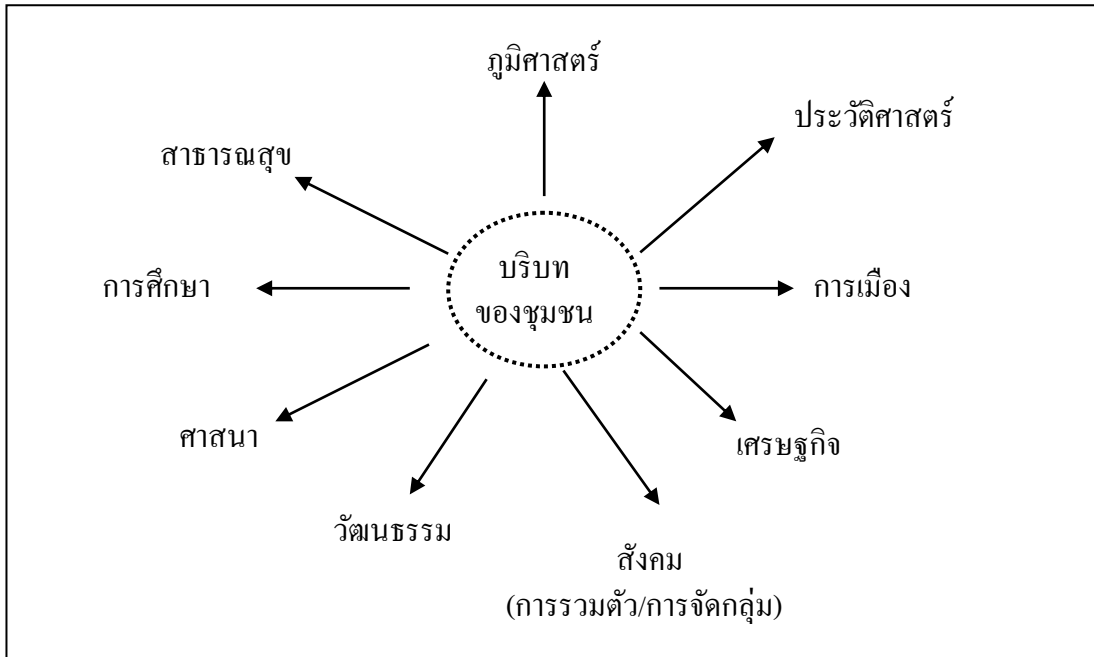 ภูมิศาสตร์
ประวัติศาสตร์
สาธารณสุข
บริบท
ของชุมชน
การศึกษา
การเมือง
ศาสนา
เศรษฐกิจ
วัฒนธรรม
สังคม
(การรวมตัว/การจัดกลุ่ม)